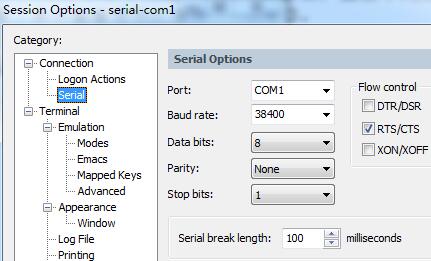 Session Options - serial-com1
Category:
Connection
Logon Actions
Serial
Terminal
Emulation
Modes
Emacs
Mapped Keys
Advanced
Appearance
Window
Log File
Printing
Serial Options
Port: COM1
Baud rate: 38400
Data bits: 8
Parity: None
Stop bits: 1
Flow control
DTR/DSR
RTS/CTS
XON/XOFF
Serial break length: 100 milliseconds